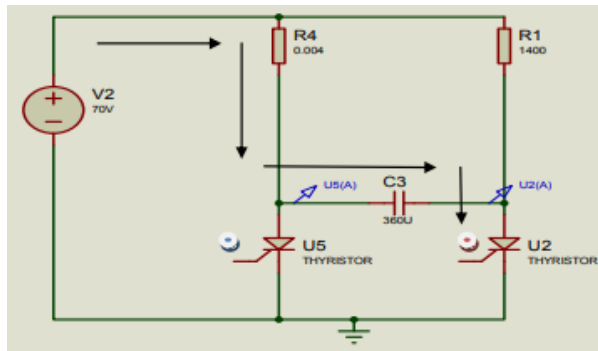 R4
0.004
R1
1400
V2
70V
+
−
U5(A)
C3
360U
U2(A)
U5
THYRISTOR
U2
THYRISTOR